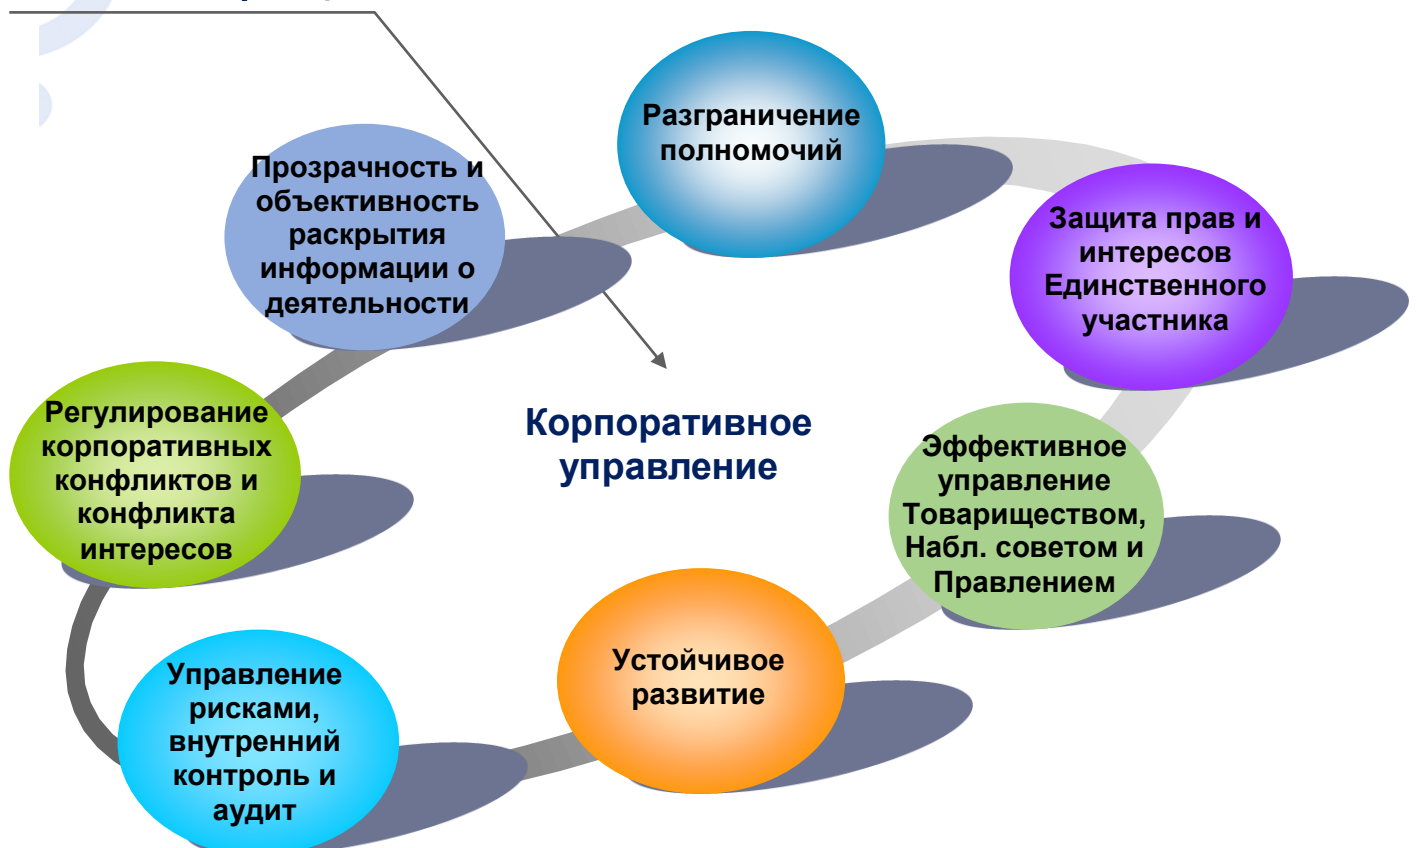 Разграничение
полномочий
Прозрачность и
объективность
раскрытия
информации о
деятельности
Защита прав и
интересов
Единственного
участника
Регулирование
корпоративных
конфликтов и
конфликта
интересов
Корпоративное
управление
Эффективное
управление
Товариществом,
Набл. советом и
Правлением
Устойчивое
развитие
Управление
рисками,
внутренний
контроль и
аудит